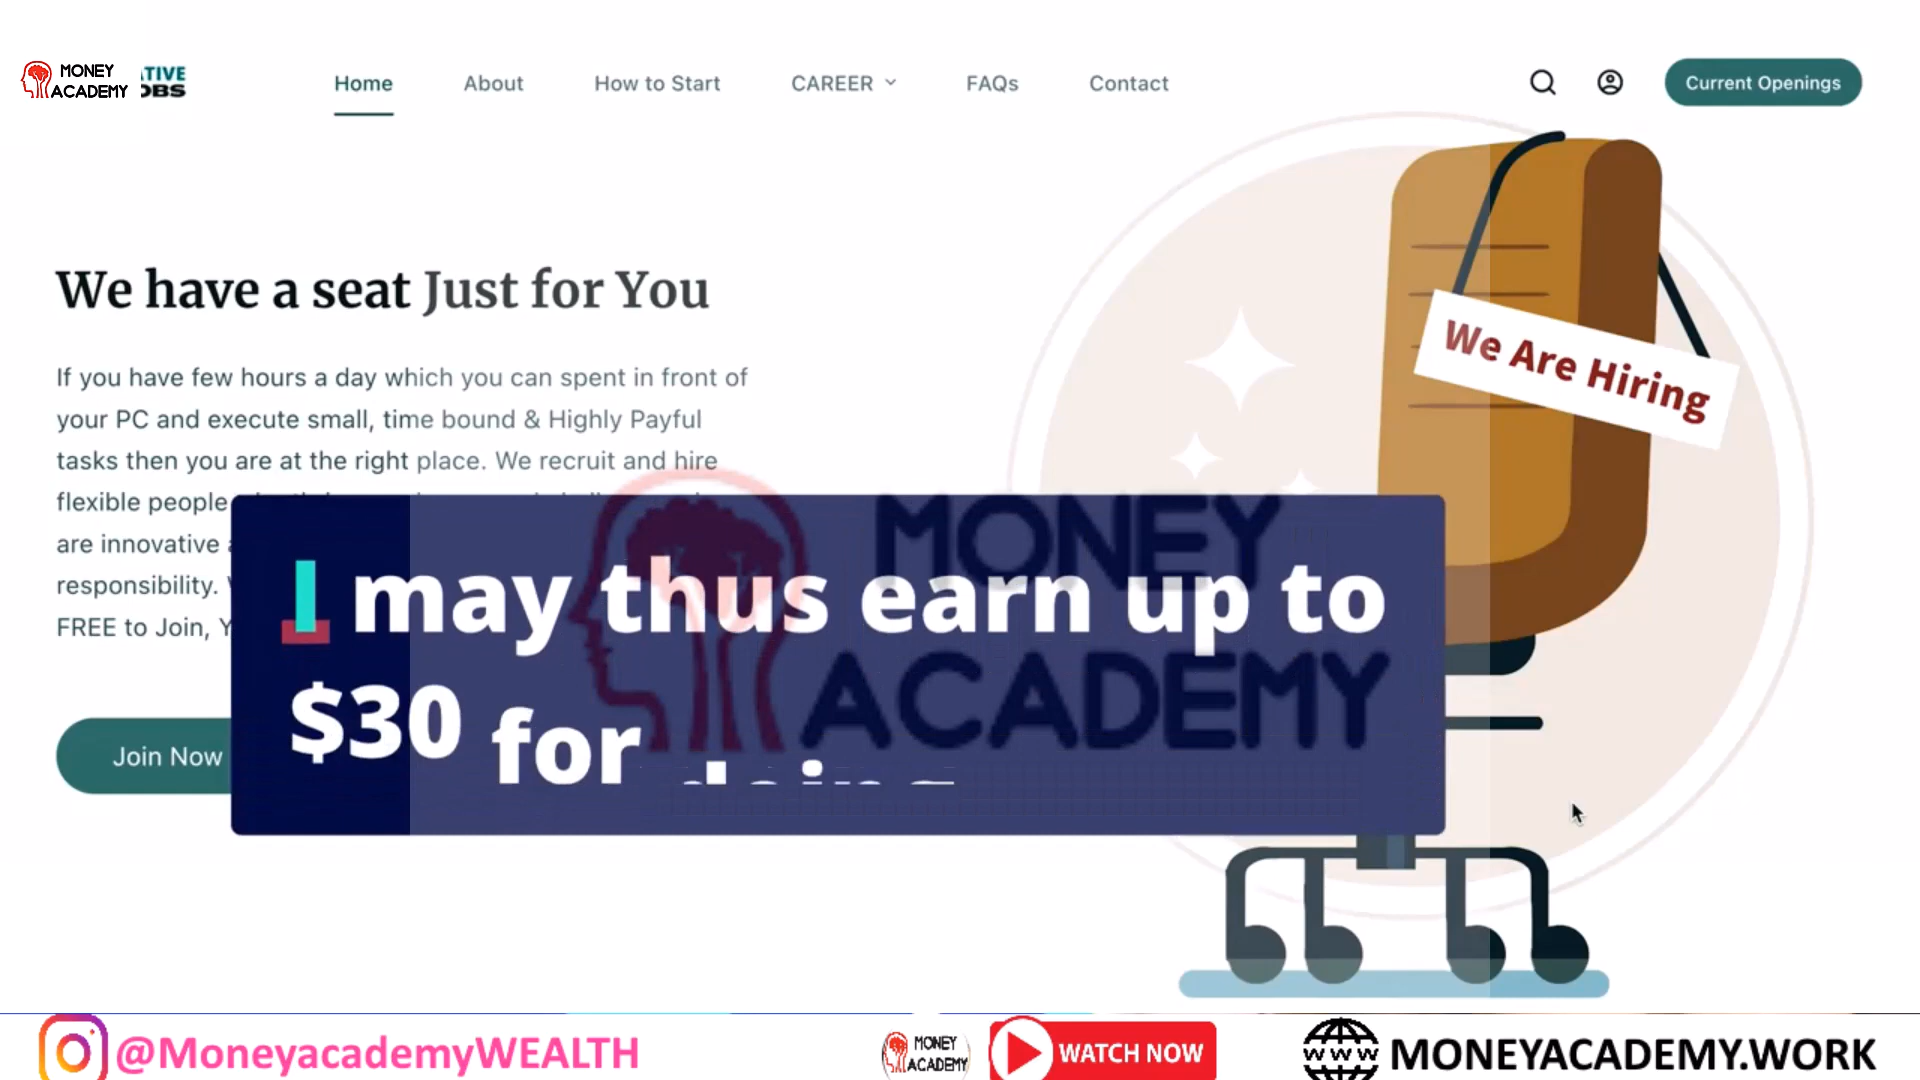 MONEY
ACADEMY
TIVE
OBS
Home
About
How to Start
CAREER
FAQs
Contact
Current Openings
We have a seat Just for You
If you have few hours a day which you can spent in front of
your PC and execute small, time bound & Highly Payful
tasks then you are at the right place. We recruit and hire
flexible people
are innovative
responsibility.
FREE to Join,
Join Now
We Are Hiring
MONEY
ACADEMY
I may thus earn up to
$30 for
@MoneyacademyWEALTH
MONEY
ACADEMY
WATCH NOW
www
MONEYACADEMY.WORK